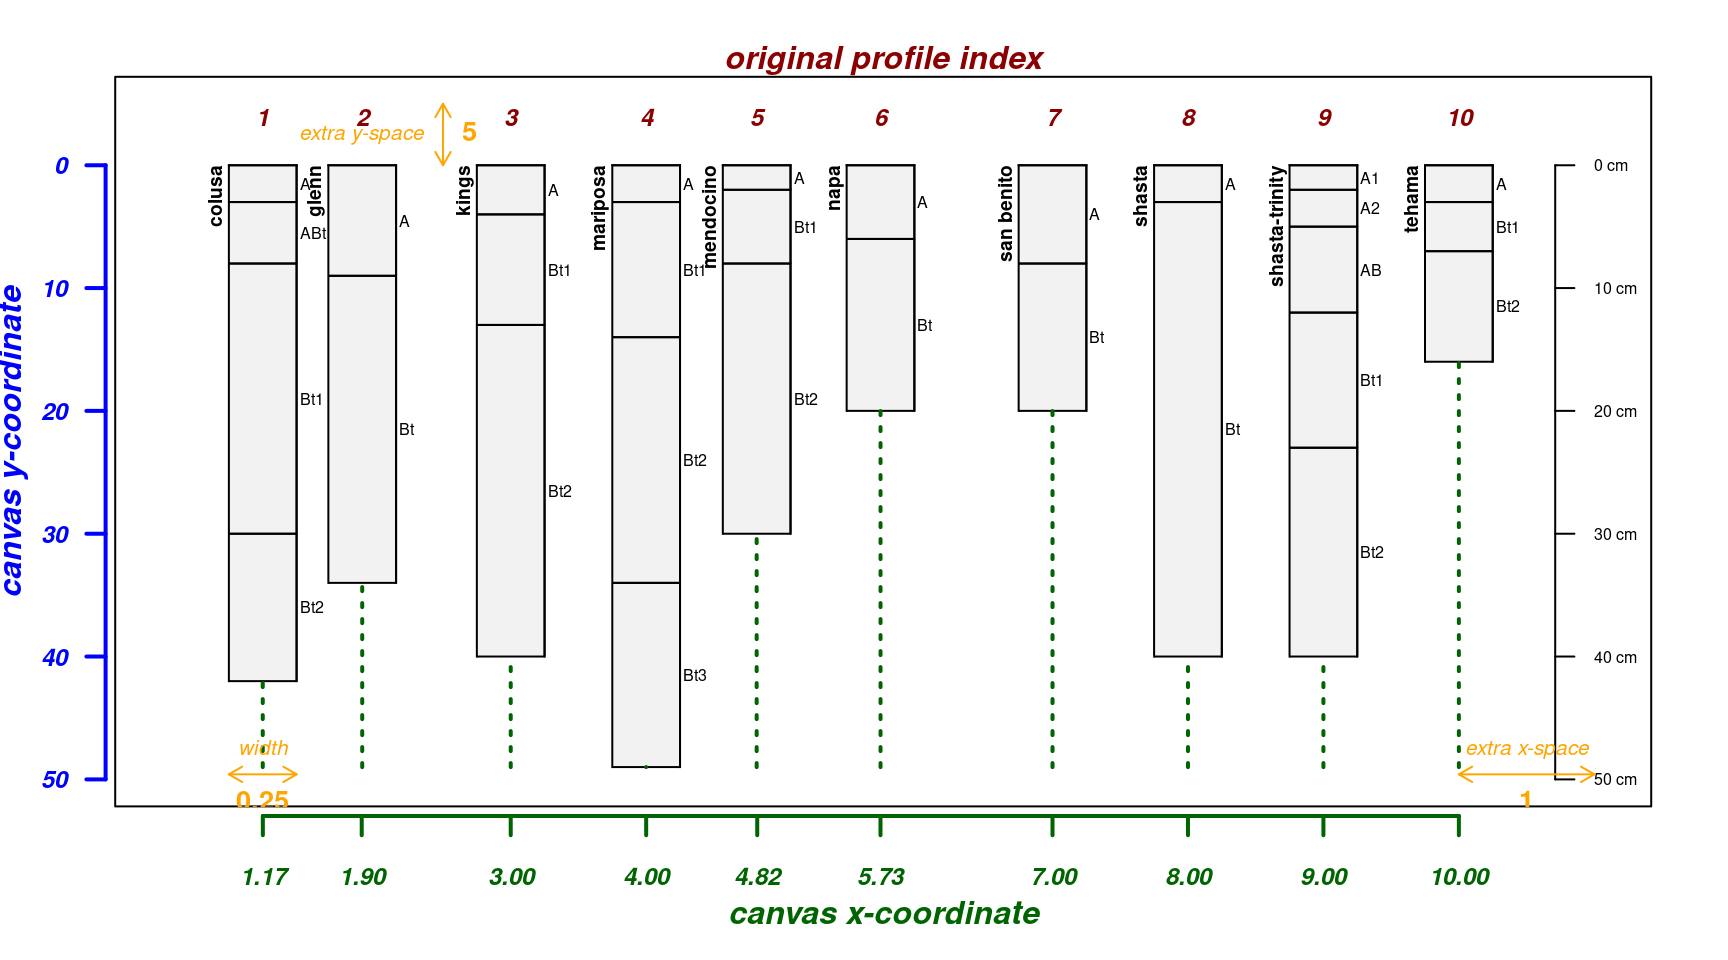 original profile index
1 2 3 4 5 6 7 8 9 10
extra y-space 5
canvas y-coordinate
0
10
20
30
40
50
colusa
A
ABt
Bt1
Bt2
glenn
A
Bt
kings
A
Bt1
Bt2
mariposa
A
Bt1
Bt2
Bt3
mendocino
A
Bt1
Bt2
napa
A
Bt
san benito
A
Bt
shasta
A
Bt
shasta-trinity
A1
A2
AB
Bt1
Bt2
tehama
A
Bt1
Bt2
0 cm
10 cm
20 cm
30 cm
40 cm
50 cm
width
0.25
extra x-space
1
1.17 1.90 3.00 4.00 4.82 5.73 7.00 8.00 9.00 10.00
canvas x-coordinate